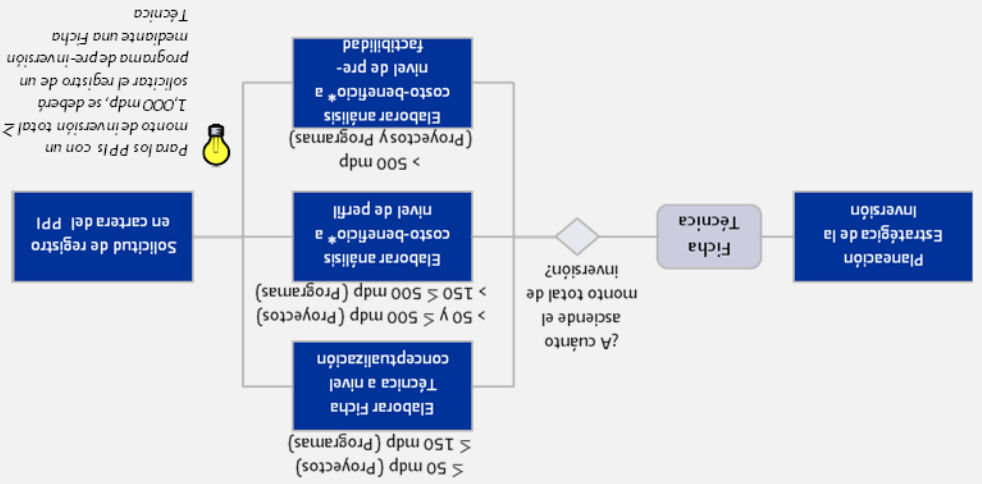 Planeación
Estratégica de la
Inversión
Ficha
Técnica
¿A cuánto
asciende el
monto total de
inversión?
≤ 50 mdp (Proyectos)
≤ 150 mdp (Programas)
Elaborar Ficha
Técnica a nivel
conceptualización
> 50 y ≤ 500 mdp (Proyectos)
> 150 ≤ 500 mdp (Programas)
Elaborar análisis
costo-beneficio* a
nivel de perfil
> 500 mdp
(Proyectos y Programas)
Elaborar análisis
costo-beneficio* a
nivel de pre-
factibilidad
Solicitud de registro
en cartera del PPI
Para los PPIs con un
monto de inversión total ≥
1,000 mdp, se deberá
solicitar el registro de un
programa de pre-inversión
mediante una Ficha
Técnica